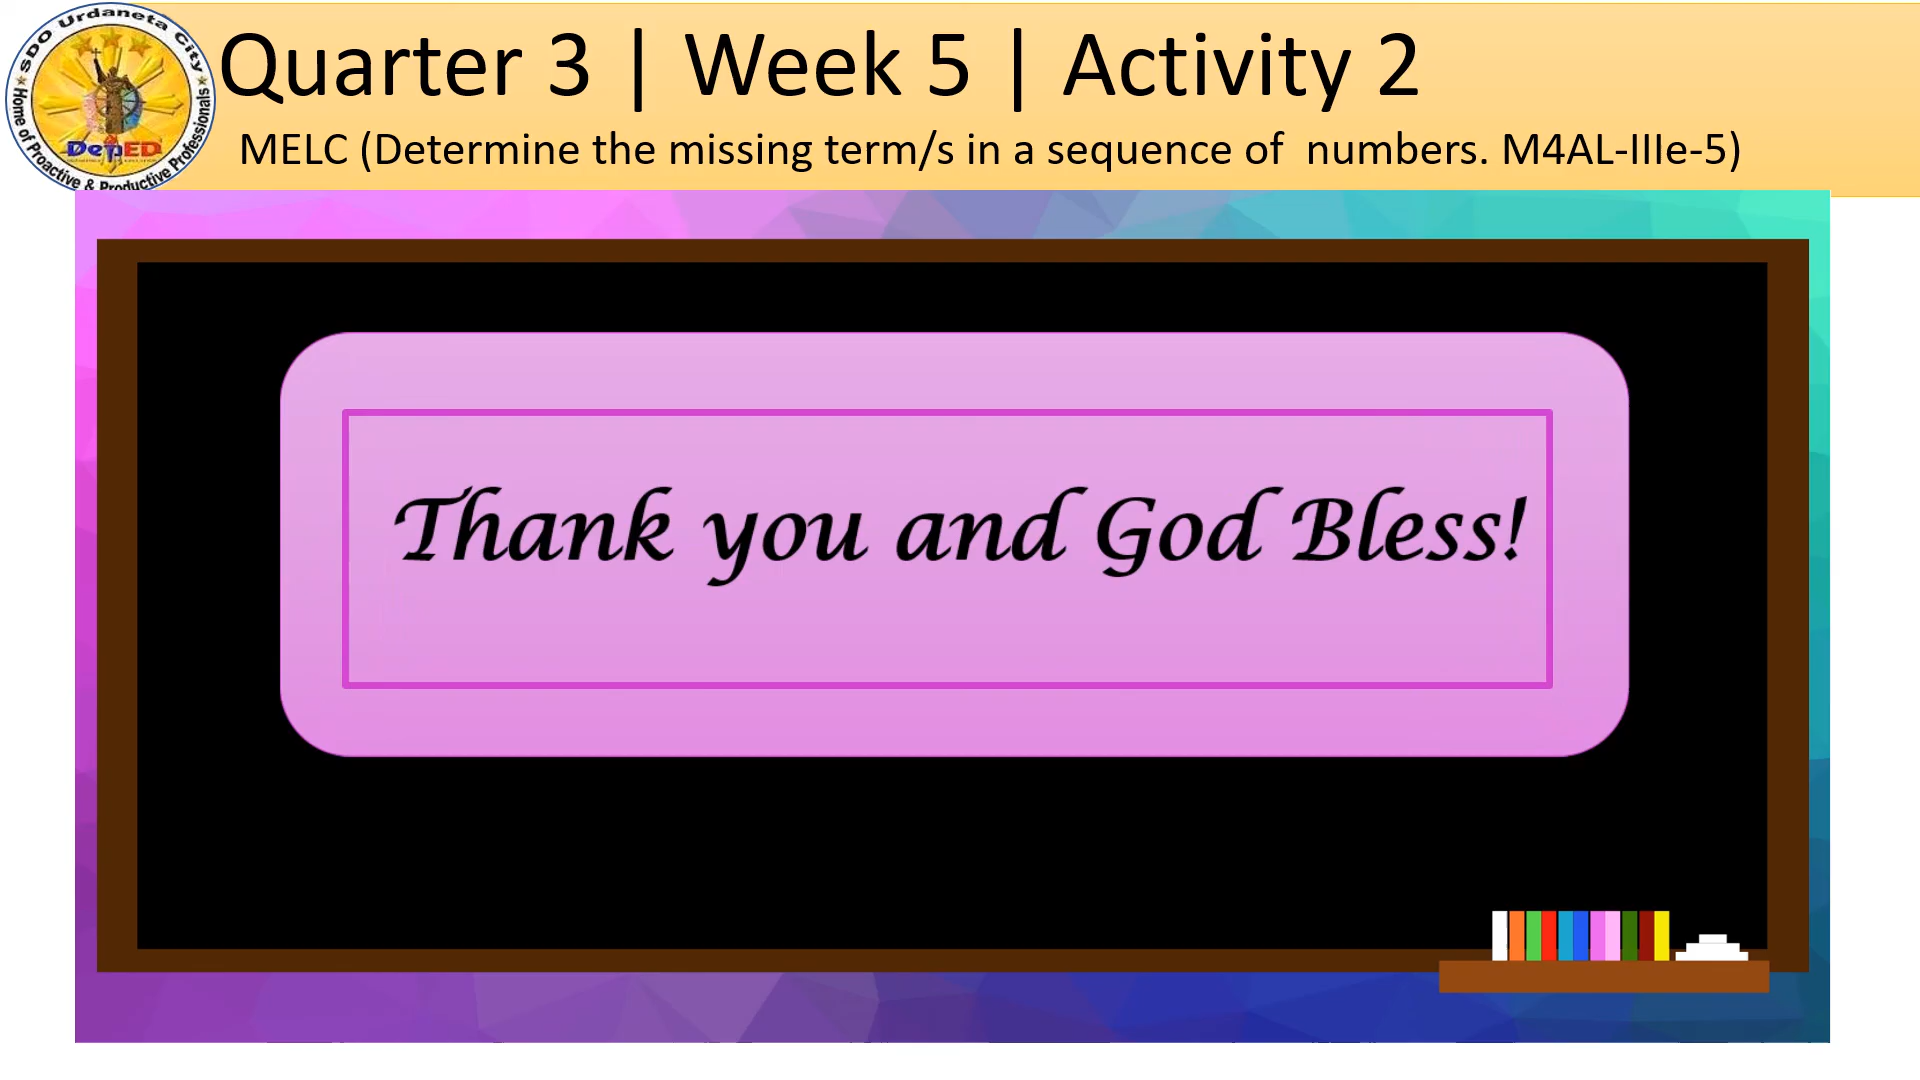 Quarter 3 | Week 5 | Activity 2
MELC (Determine the missing term/s in a sequence of  numbers. M4AL-IIIe-5)
SDO Urdaneta City
Home of Proactive & Productive Professionals
DepED
Thank you and God Bless!